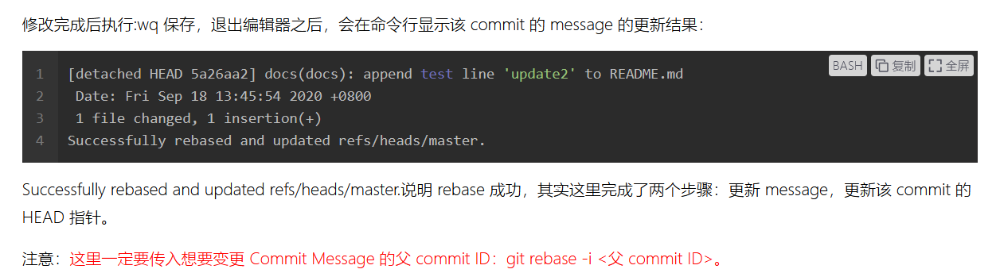 修改完成后执行:wq 保存，退出编辑器之后，会在命令行显示该 commit 的 message 的更新结果：
BASH 复制 全屏
1 [detached HEAD 5a26aa2] docs(docs): append test line 'update2' to README.md
2 Date: Fri Sep 18 13:45:54 2020 +0800
3 1 file changed, 1 insertion(+)
4 Successfully rebased and updated refs/heads/master.
Successfully rebased and updated refs/heads/master.说明 rebase 成功，其实这里完成了两个步骤：更新 message，更新该 commit 的
HEAD 指针。
注意：这里一定要传入想要变更 Commit Message 的父 commit ID：git rebase -i <父 commit ID>。